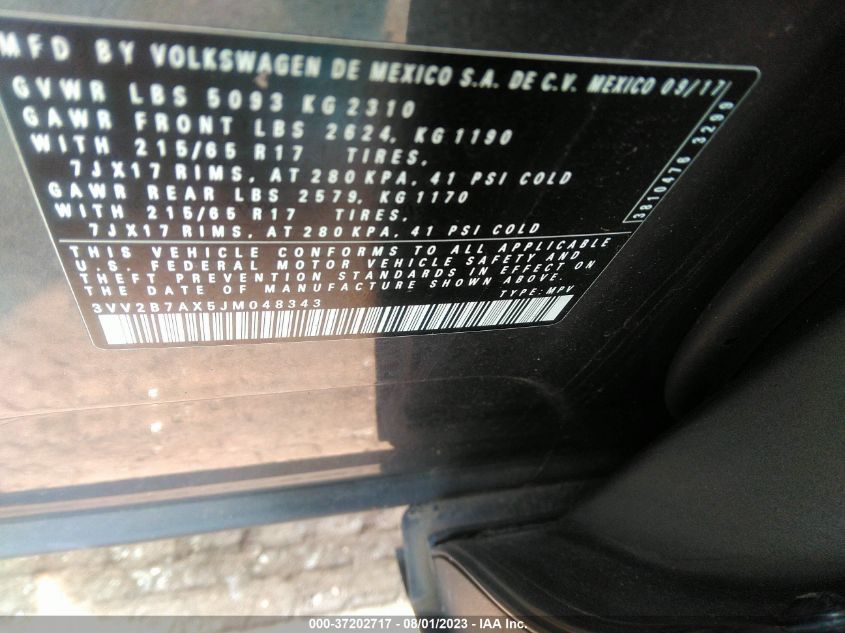 MFD BY VOLKSWAGEN DE MEXICO S.A. DE C.V. MEXICO 09/17
GVWR LBS 5093 KG 2310
GAWR FRONT LBS 2624, KG 1190
WITH 215/65 R17 TIRES,
7JX17 RIMS, AT 280 KPA, 41 PSI COLD
GAWR REAR LBS 2579, KG 1170
WITH 215/65 R17 TIRES,
7JX17 RIMS, AT 280 KPA, 41 PSI COLD
THIS VEHICLE CONFORMS TO ALL APPLICABLE
U.S. FEDERAL MOTOR VEHICLE SAFETY AND
THEFT PREVENTION STANDARDS IN EFFECT ON
THE DATE OF MANUFACTURE SHOWN ABOVE.
TYPE: MPV
3VV2B7AX5JM048343
3810476 3299
000-37202717 - 08/01/2023 - IAA Inc.